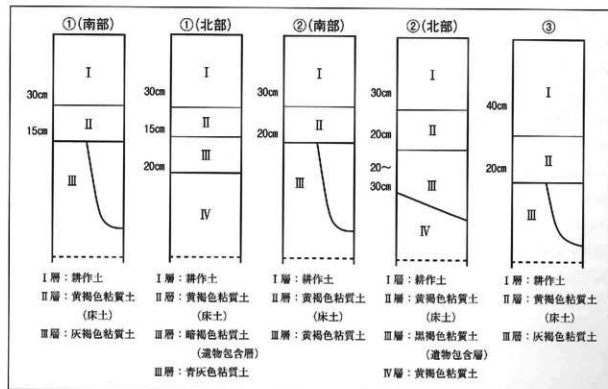 ①(南部)
①(北部)
②(南部)
②(北部)
③
I
30cm
II
15cm
III
I
30cm
II
15cm
III
20cm
IV
I
30cm
II
20cm
III
I
30cm
II
20cm
20～
30cm
III
IV
I
40cm
II
20cm
III
I層：耕作土
II層：黄褐色粘質土
(床土)
III層：灰褐色粘質土
I層：耕作土
II層：黄褐色粘質土
(床土)
III層：暗褐色粘質土
(遺物包含層)
III層：青灰色粘質土
I層：耕作土
II層：黄褐色粘質土
(床土)
III層：黄褐色粘質土
I層：耕作土
II層：黄褐色粘質土
(床土)
III層：黒褐色粘質土
(遺物包含層)
IV層：黄褐色粘質土
I層：耕作土
II層：黄褐色粘質土
(床土)
III層：灰褐色粘質土